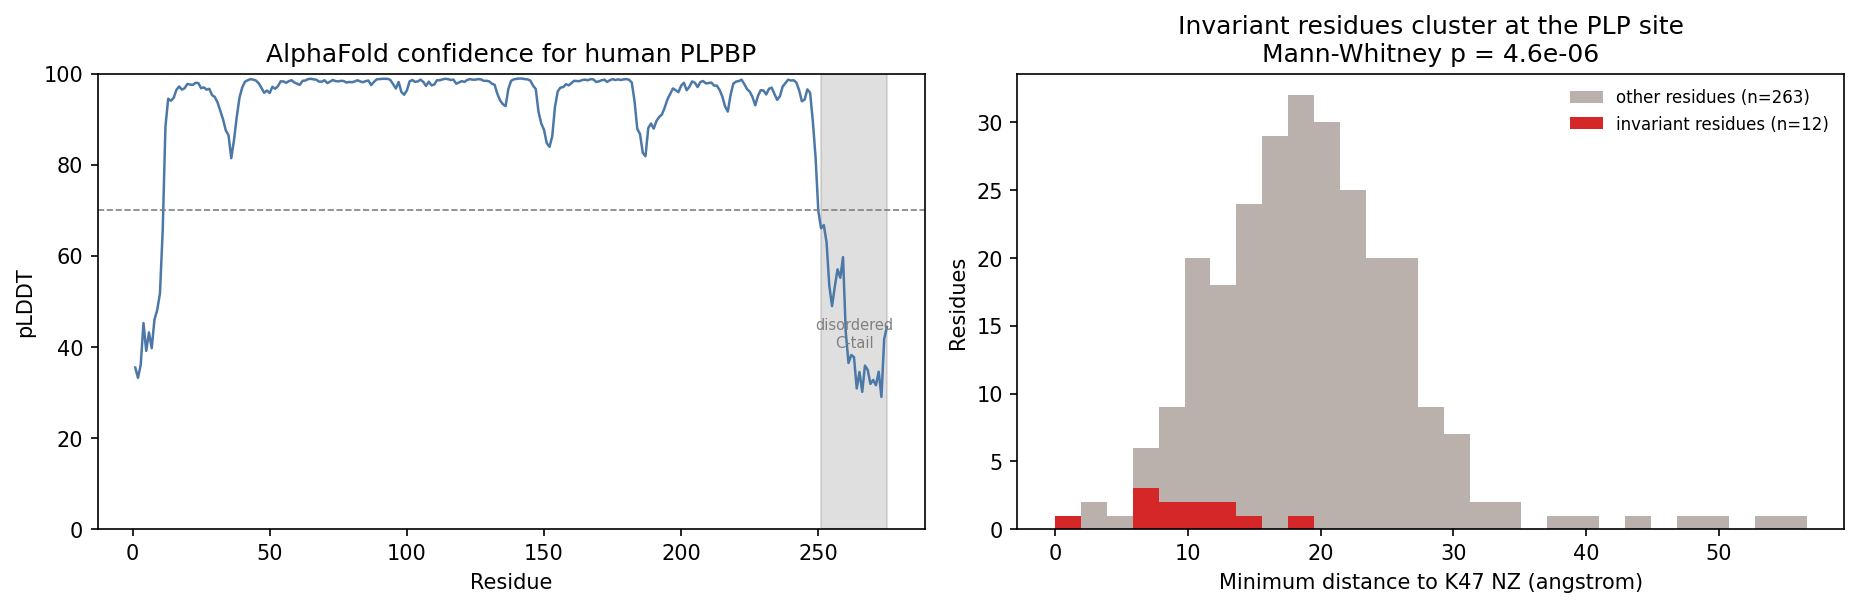 AlphaFold confidence for human PLPBP
100
80
60
40
20
0
pLDDT
disordered
C-tail
0
50
100
150
200
250
Residue
Invariant residues cluster at the PLP site
Mann-Whitney p = 4.6e-06
other residues (n=263)
invariant residues (n=12)
30
25
20
15
10
5
0
Residues
0
10
20
30
40
50
Minimum distance to K47 NZ (angstrom)